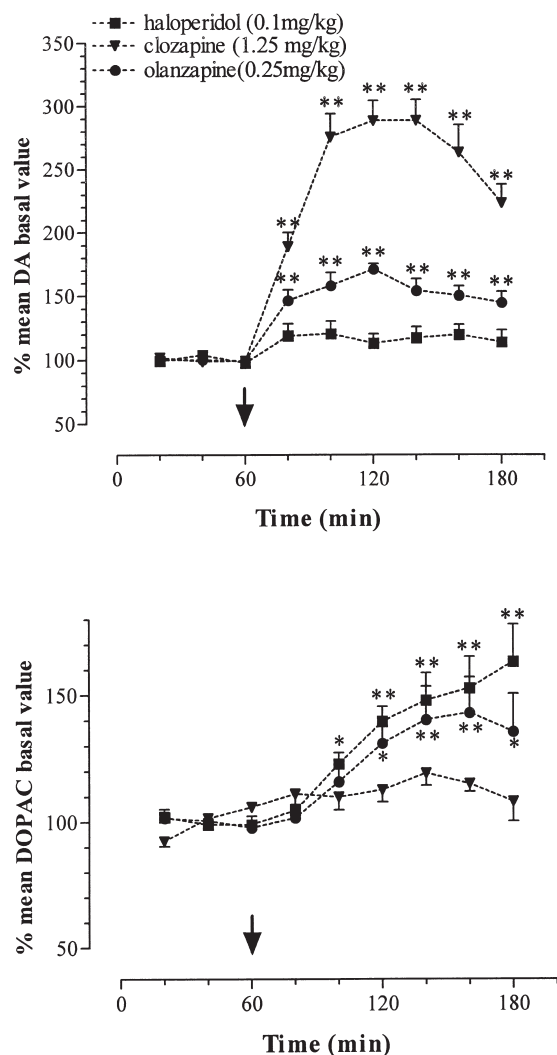 haloperidol (0.1mg/kg)
clozapine (1.25 mg/kg)
olanzapine(0.25mg/kg)
% mean DA basal value
350
300
250
200
150
100
50
** ** ** ** ** **
** ** ** ** ** **
0 60 120 180
Time (min)
% mean DOPAC basal value
150
100
50
* ** ** ** **
* ** ** *
0 60 120 180
Time (min)